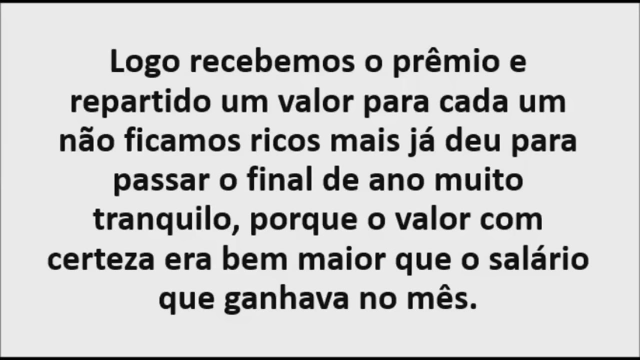 Logo recebemos o prêmio e
repartido um valor para cada um
não ficamos ricos mais já deu para
passar o final de ano muito
tranquilo, porque o valor com
certeza era bem maior que o salário
que ganhava no mês.